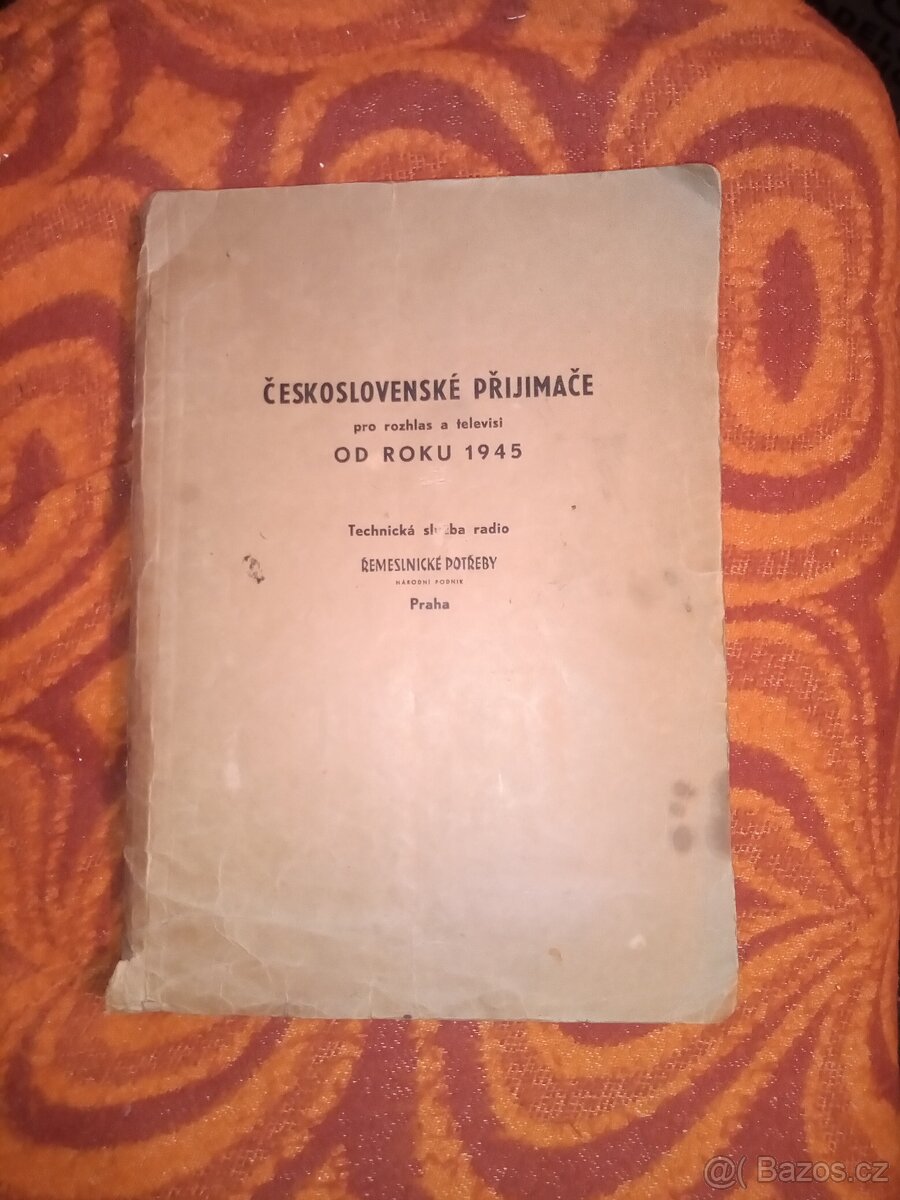 ČESKOSLOVENSKÉ PŘIJIMAČE
pro rozhlas a televisi
OD ROKU 1945
Technická služba radio
ŘEMESLNICKÉ POTŘEBY
NÁRODNÍ PODNIK
Praha
@( Bazos.cz